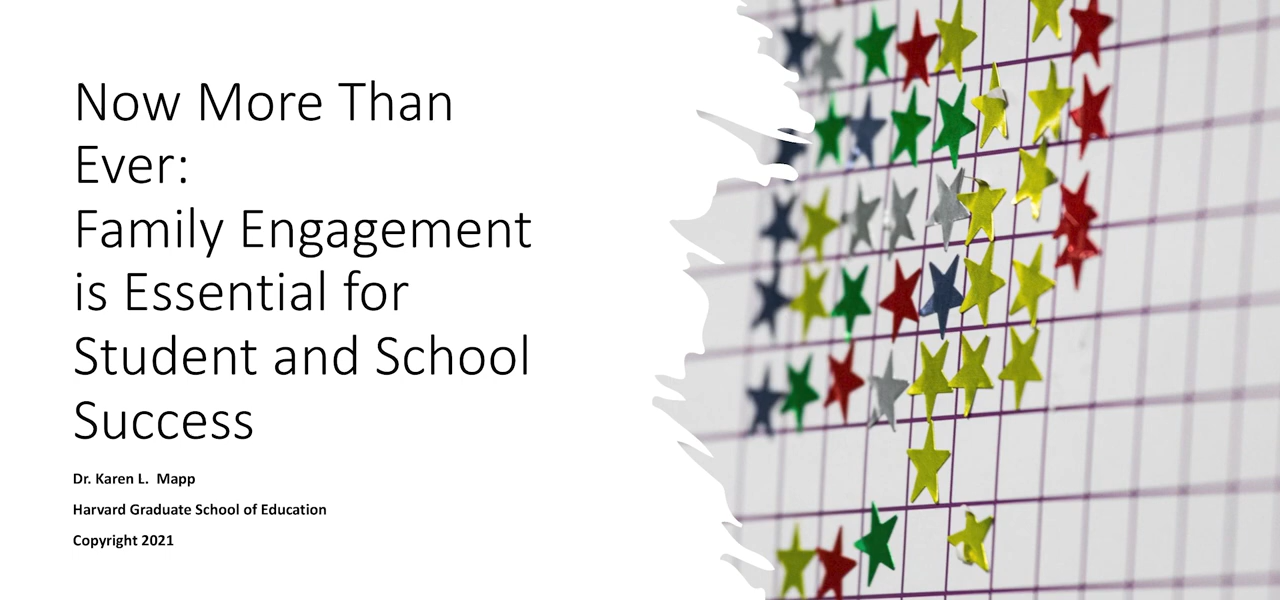 Now More Than
Ever:
Family Engagement
is Essential for
Student and School
Success
Dr. Karen L.  Mapp
Harvard Graduate School of Education
Copyright 2021